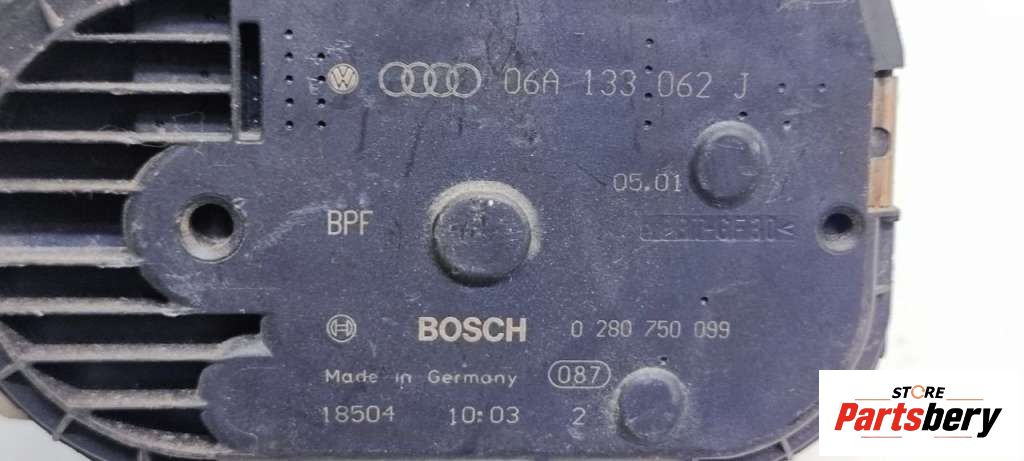 06A 133 062 J
05.01
BPF
BOSCH 0 280 750 099
Made in Germany 087
18504 10:03 2
STORE
Partsbery